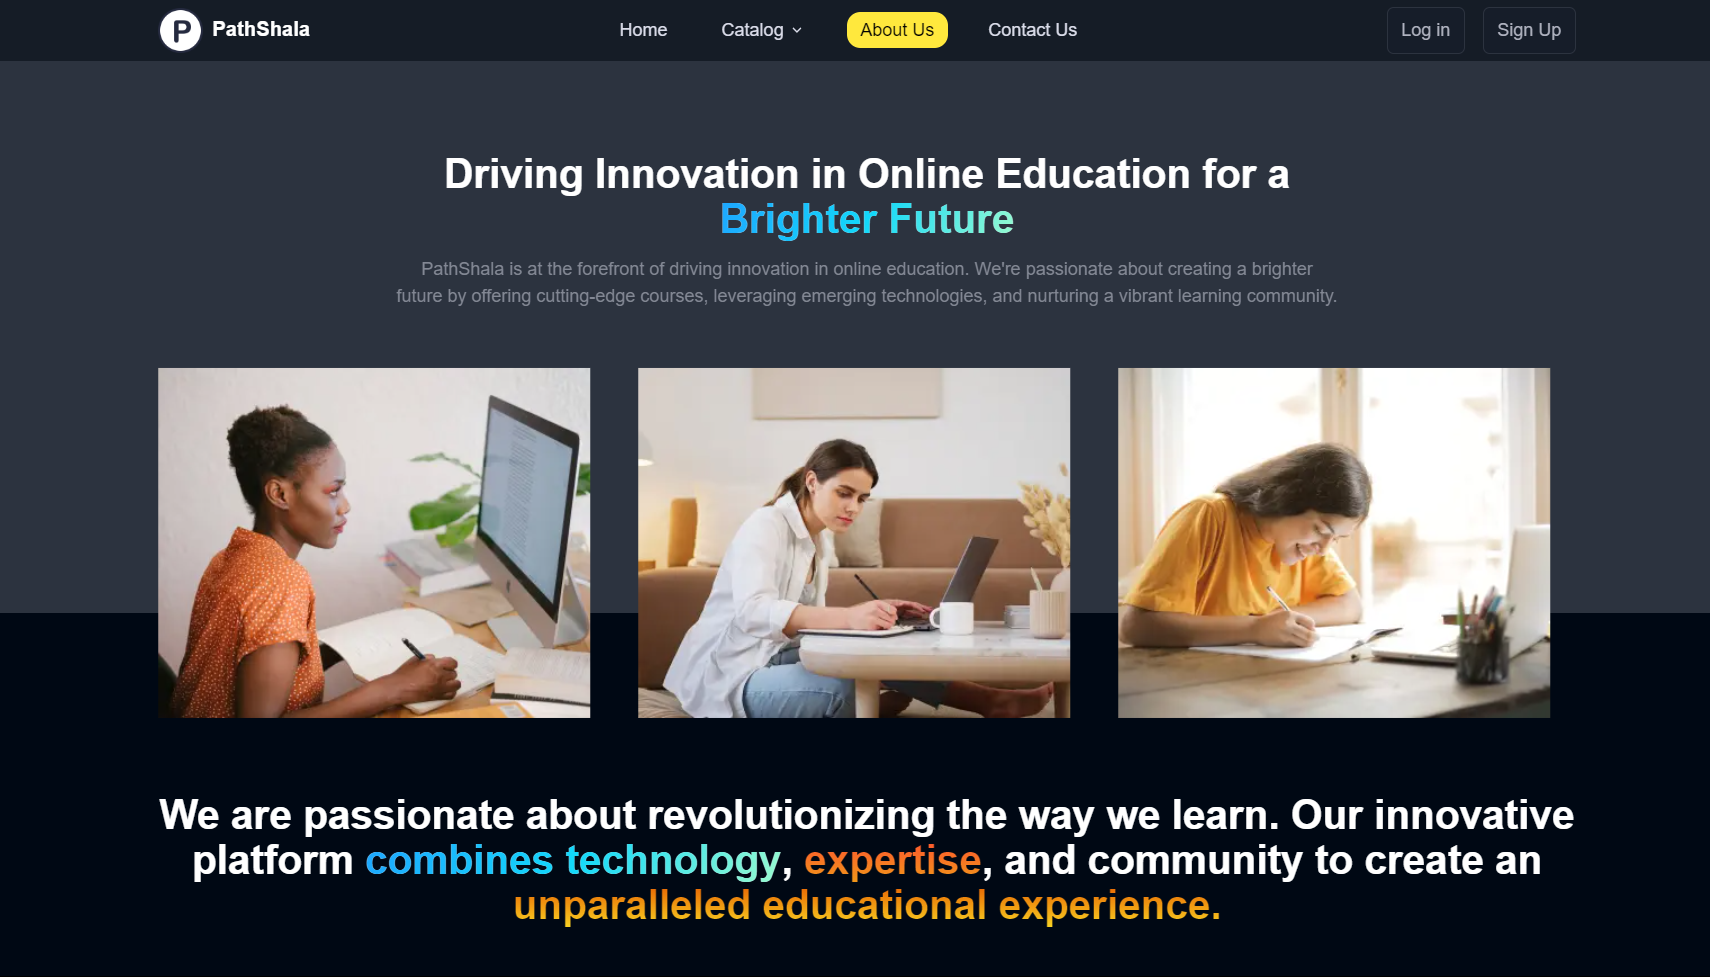 P PathShala
Home Catalog About Us Contact Us
Log in Sign Up
Driving Innovation in Online Education for a
Brighter Future
PathShala is at the forefront of driving innovation in online education. We're passionate about creating a brighter
future by offering cutting-edge courses, leveraging emerging technologies, and nurturing a vibrant learning community.
We are passionate about revolutionizing the way we learn. Our innovative
platform combines technology, expertise, and community to create an
unparalleled educational experience.